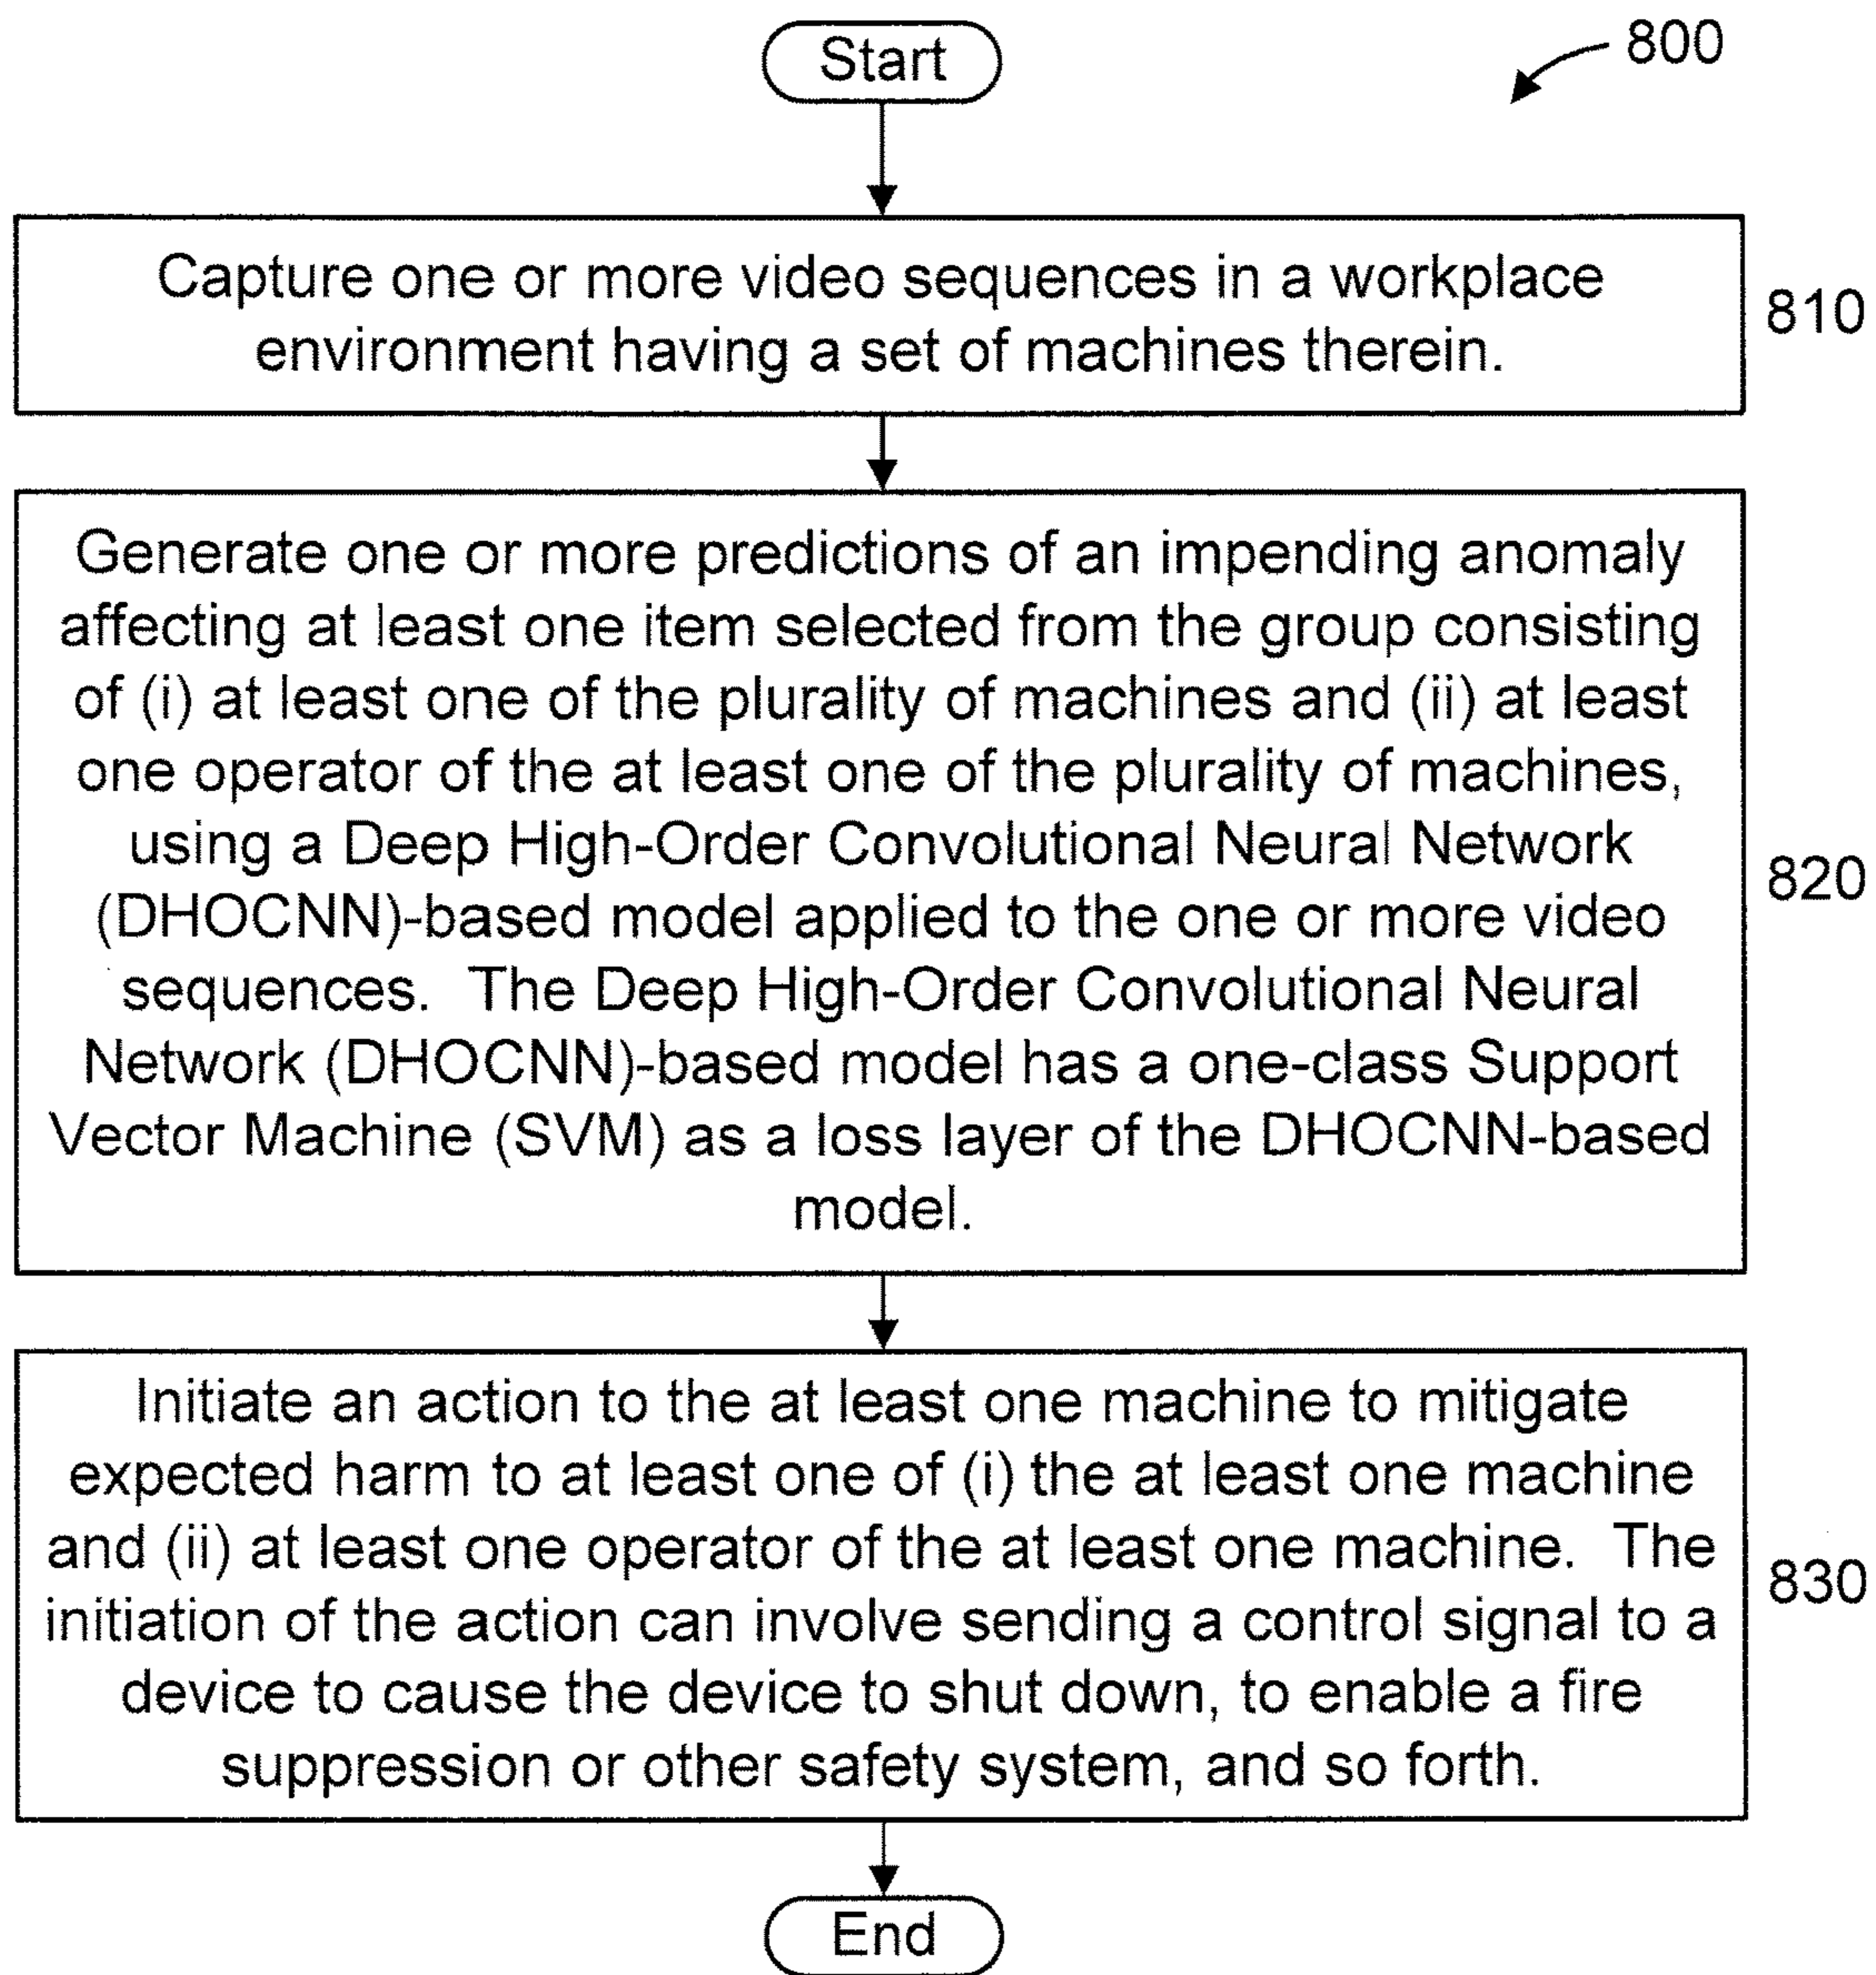 Start
800
Capture one or more video sequences in a workplace
environment having a set of machines therein.
810
Generate one or more predictions of an impending anomaly
affecting at least one item selected from the group consisting
of (i) at least one of the plurality of machines and (ii) at least
one operator of the at least one of the plurality of machines,
using a Deep High-Order Convolutional Neural Network
(DHOCNN)-based model applied to the one or more video
sequences. The Deep High-Order Convolutional Neural
Network (DHOCNN)-based model has a one-class Support
Vector Machine (SVM) as a loss layer of the DHOCNN-based
model.
820
Initiate an action to the at least one machine to mitigate
expected harm to at least one of (i) the at least one machine
and (ii) at least one operator of the at least one machine. The
initiation of the action can involve sending a control signal to a
device to cause the device to shut down, to enable a fire
suppression or other safety system, and so forth.
830
End